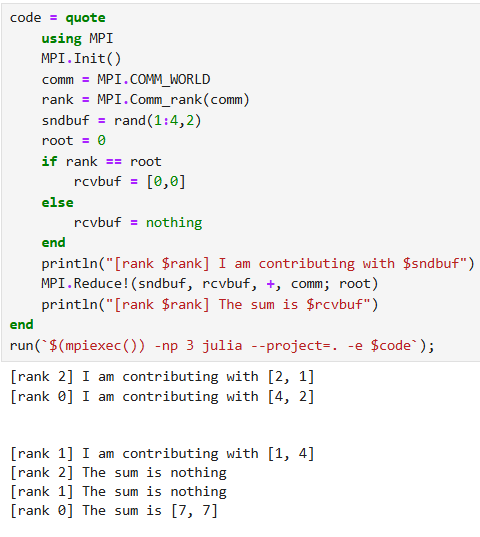 code = quote
    using MPI
    MPI.Init()
    comm = MPI.COMM_WORLD
    rank = MPI.Comm_rank(comm)
    sndbuf = rand(1:4,2)
    root = 0
    if rank == root
        rcvbuf = [0,0]
    else
        rcvbuf = nothing
    end
    println("[rank $rank] I am contributing with $sndbuf")
    MPI.Reduce!(sndbuf, rcvbuf, +, comm; root)
    println("[rank $rank] The sum is $rcvbuf")
end
run(`$(mpiexec()) -np 3 julia --project=. -e $code`);
[rank 2] I am contributing with [2, 1]
[rank 0] I am contributing with [4, 2]
[rank 1] I am contributing with [1, 4]
[rank 2] The sum is nothing
[rank 1] The sum is nothing
[rank 0] The sum is [7, 7]